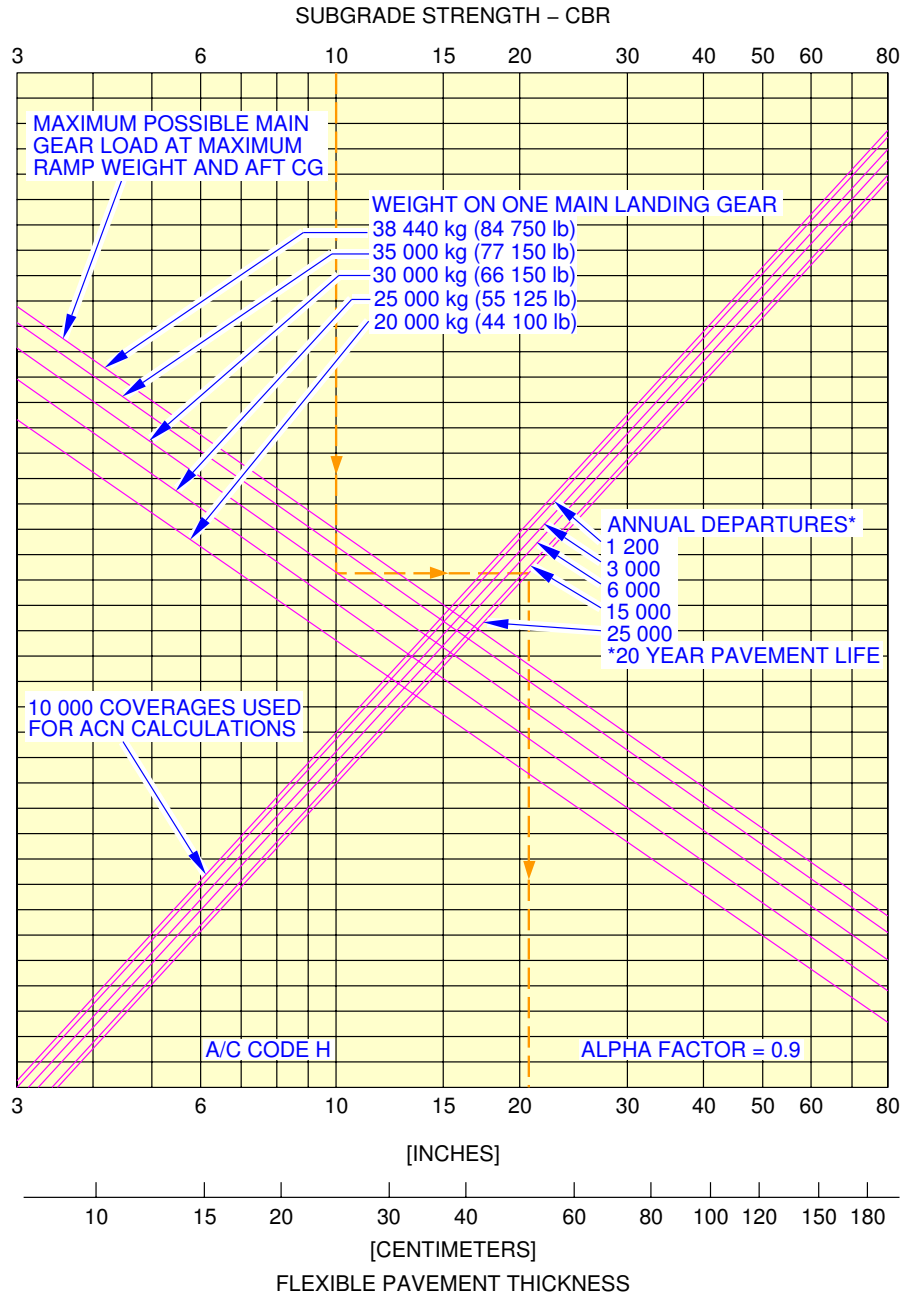 SUBGRADE STRENGTH – CBR
3 6 10 15 20 30 40 50 60 80
MAXIMUM POSSIBLE MAIN
GEAR LOAD AT MAXIMUM
RAMP WEIGHT AND AFT CG
WEIGHT ON ONE MAIN LANDING GEAR
38 440 kg (84 750 lb)
35 000 kg (77 150 lb)
30 000 kg (66 150 lb)
25 000 kg (55 125 lb)
20 000 kg (44 100 lb)
ANNUAL DEPARTURES*
1 200
3 000
6 000
15 000
25 000
*20 YEAR PAVEMENT LIFE
10 000 COVERAGES USED
FOR ACN CALCULATIONS
A/C CODE H
ALPHA FACTOR = 0.9
3 6 10 15 20 30 40 50 60 80
[INCHES]
10 15 20 30 40 60 80 100 120 150 180
[CENTIMETERS]
FLEXIBLE PAVEMENT THICKNESS